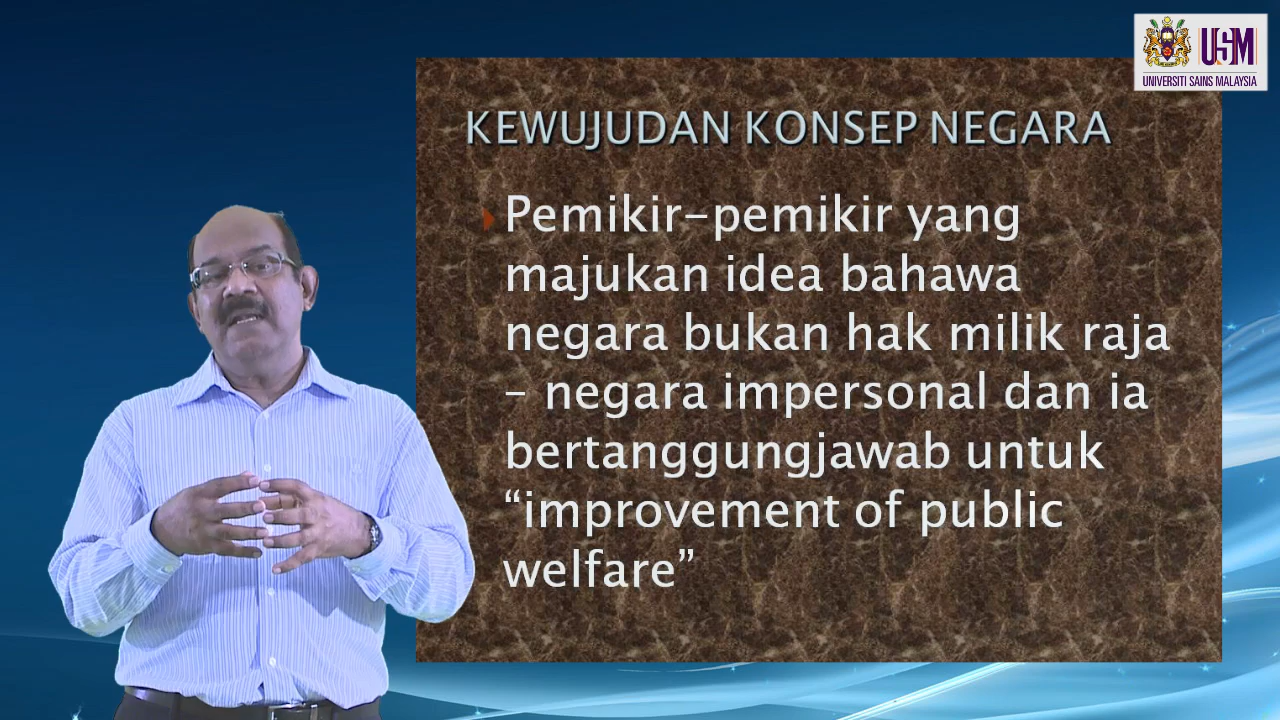 USM
UNIVERSITI SAINS MALAYSIA
KEWUJUDAN KONSEP NEGARA
Pemikir-pemikir yang
majukan idea bahawa
negara bukan hak milik raja
– negara impersonal dan ia
bertanggungjawab untuk
“improvement of public
welfare”